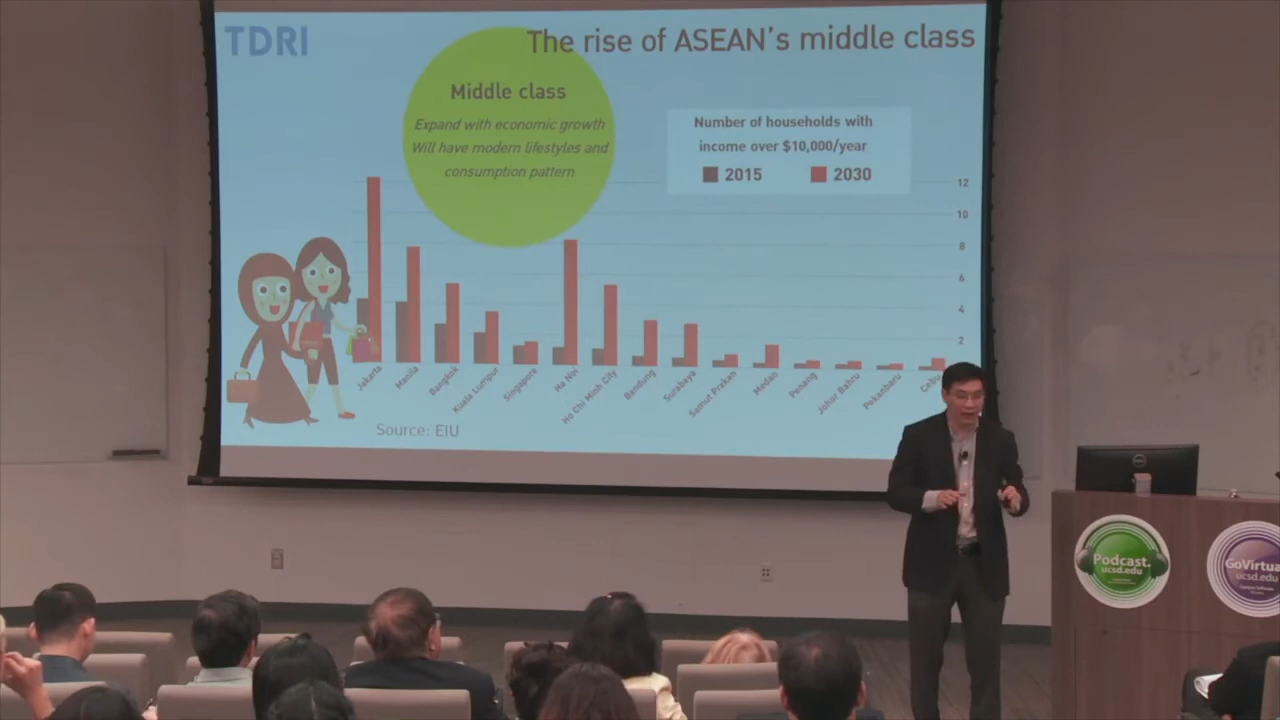 TDRI
The rise of ASEAN's middle class
Middle class
Expand with economic growth
Will have modern lifestyles and
consumption pattern
Number of households with
income over $10,000/year
2015
2030
12
10
8
6
4
2
Jakarta
Manila
Bangkok
Kuala Lumpur
Singapore
Ha Noi
Ho Chi Minh City
Bandung
Surabaya
Samut Prakan
Medan
Penang
Johor Bahru
Pekanbaru
Cebu
Source: EIU
DELL
Podcast.
ucsd.edu
GoVirtua
ucsd.edu